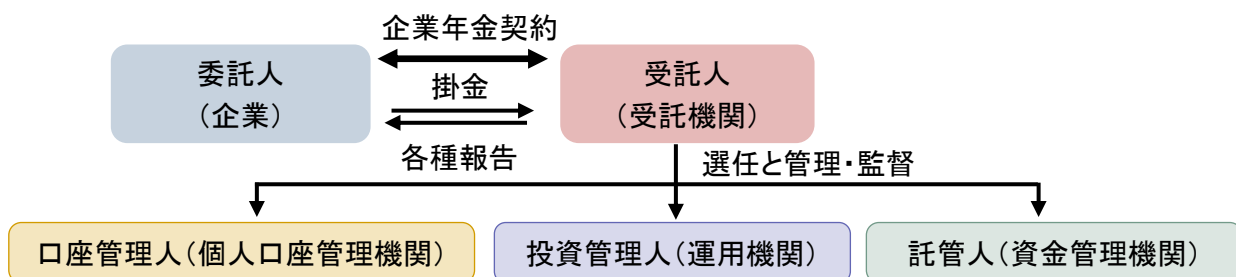 企業年金契約
委託人
(企業)
掛金
各種報告
受託人
(受託機関)
選任と管理・監督
口座管理人(個人口座管理機関)
投資管理人(運用機関)
託管人(資金管理機関)